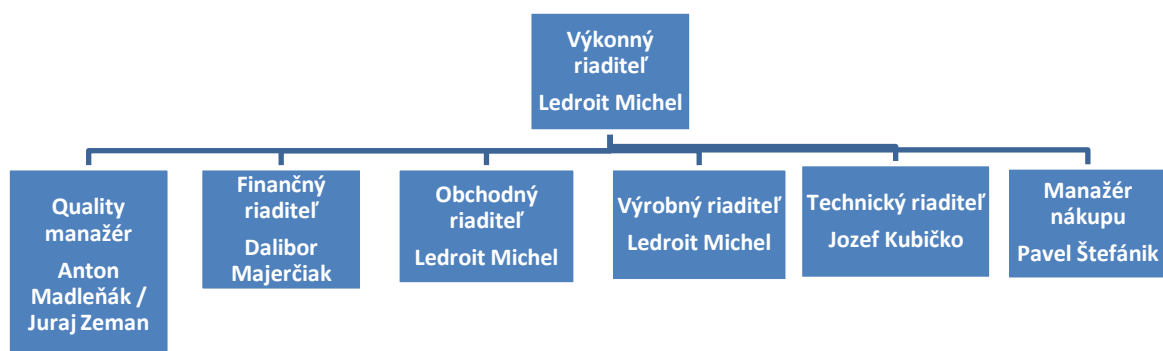 Výkonný
riaditeľ
Ledroit Michel
Quality
manažér
Anton
Madleňák /
Juraj Zeman
Finančný
riaditeľ
Dalibor
Majerčiak
Obchodný
riaditeľ
Ledroit Michel
Výrobný riaditeľ
Ledroit Michel
Technický riaditeľ
Jozef Kubičko
Manažér
nákupu
Pavel Štefánik